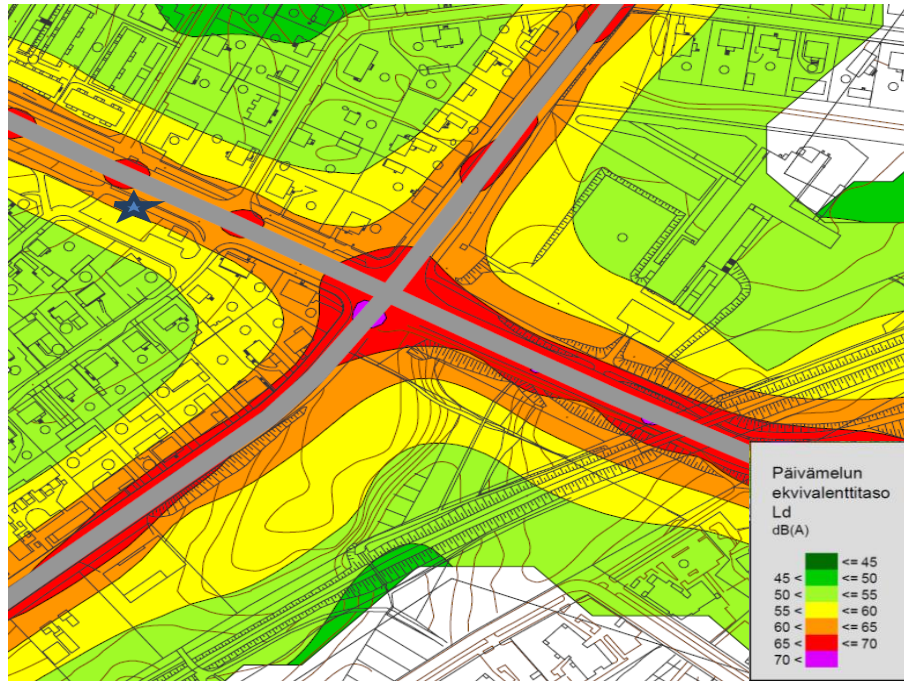 Päivämelun
ekvivalenttitaso
Ld
dB(A)
<= 45
45 < <= 50
50 < <= 55
55 < <= 60
60 < <= 65
65 < <= 70
70 <